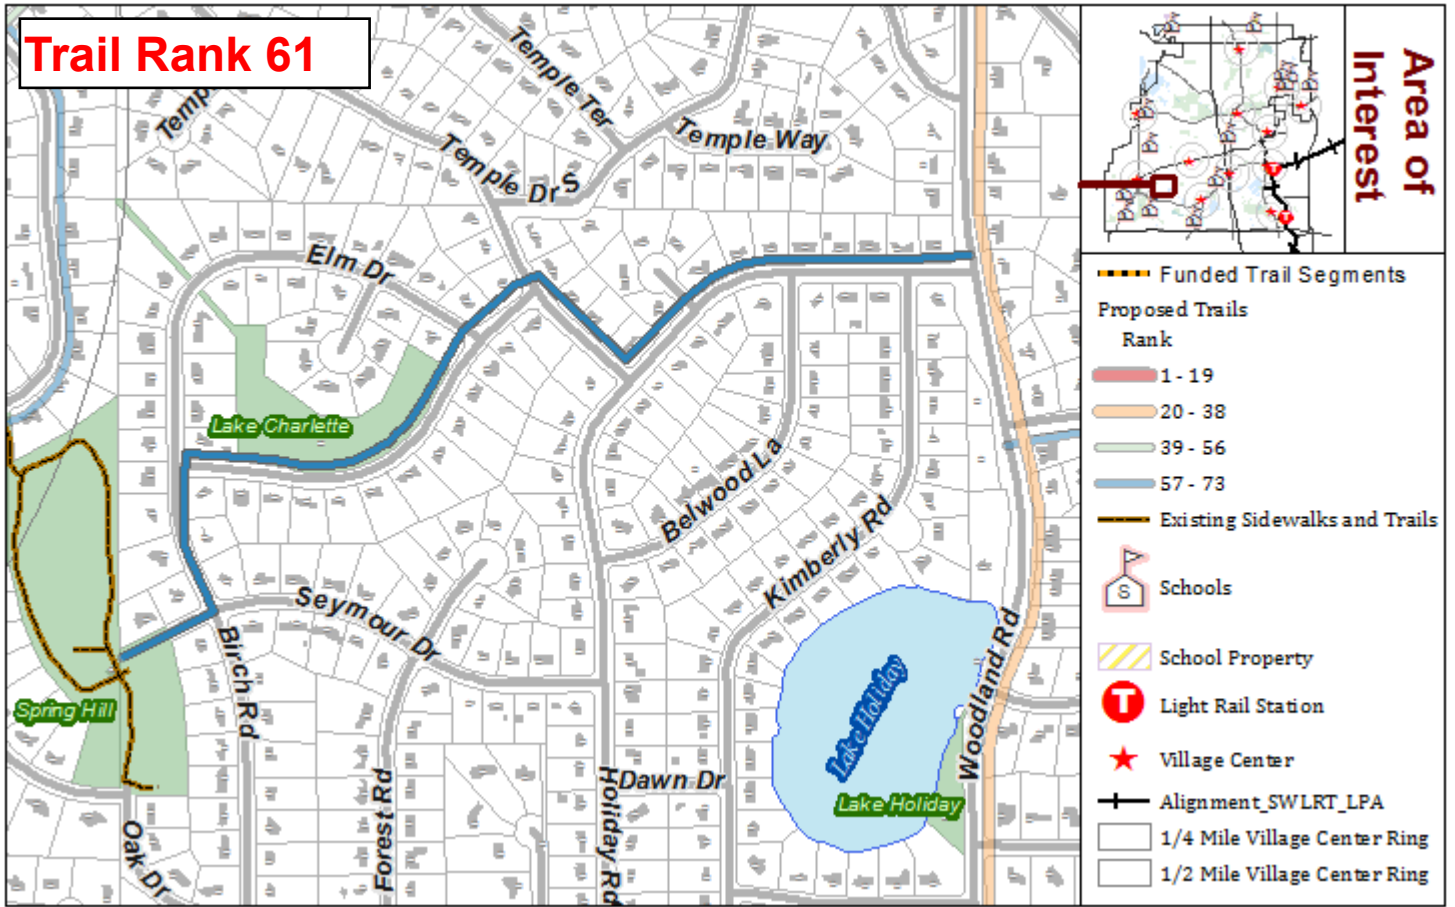 Trail Rank 61
Temple Ter
Temple Way
Temple Dr S
Elm Dr
Lake Charlette
Belwood La
Kimberly Rd
Seymour Dr
Birch Rd
Spring Hill
Woodland Rd
Lake Holiday
Lake Holiday
Dawn Dr
Holiday Rd
Forest Rd
Oak Dr
Area of
Interest
Funded Trail Segments
Proposed Trails
Rank
1 - 19
20 - 38
39 - 56
57 - 73
Existing Sidewalks and Trails
S
Schools
School Property
T
Light Rail Station
Village Center
Alignment_SWLRT_LPA
1/4 Mile Village Center Ring
1/2 Mile Village Center Ring